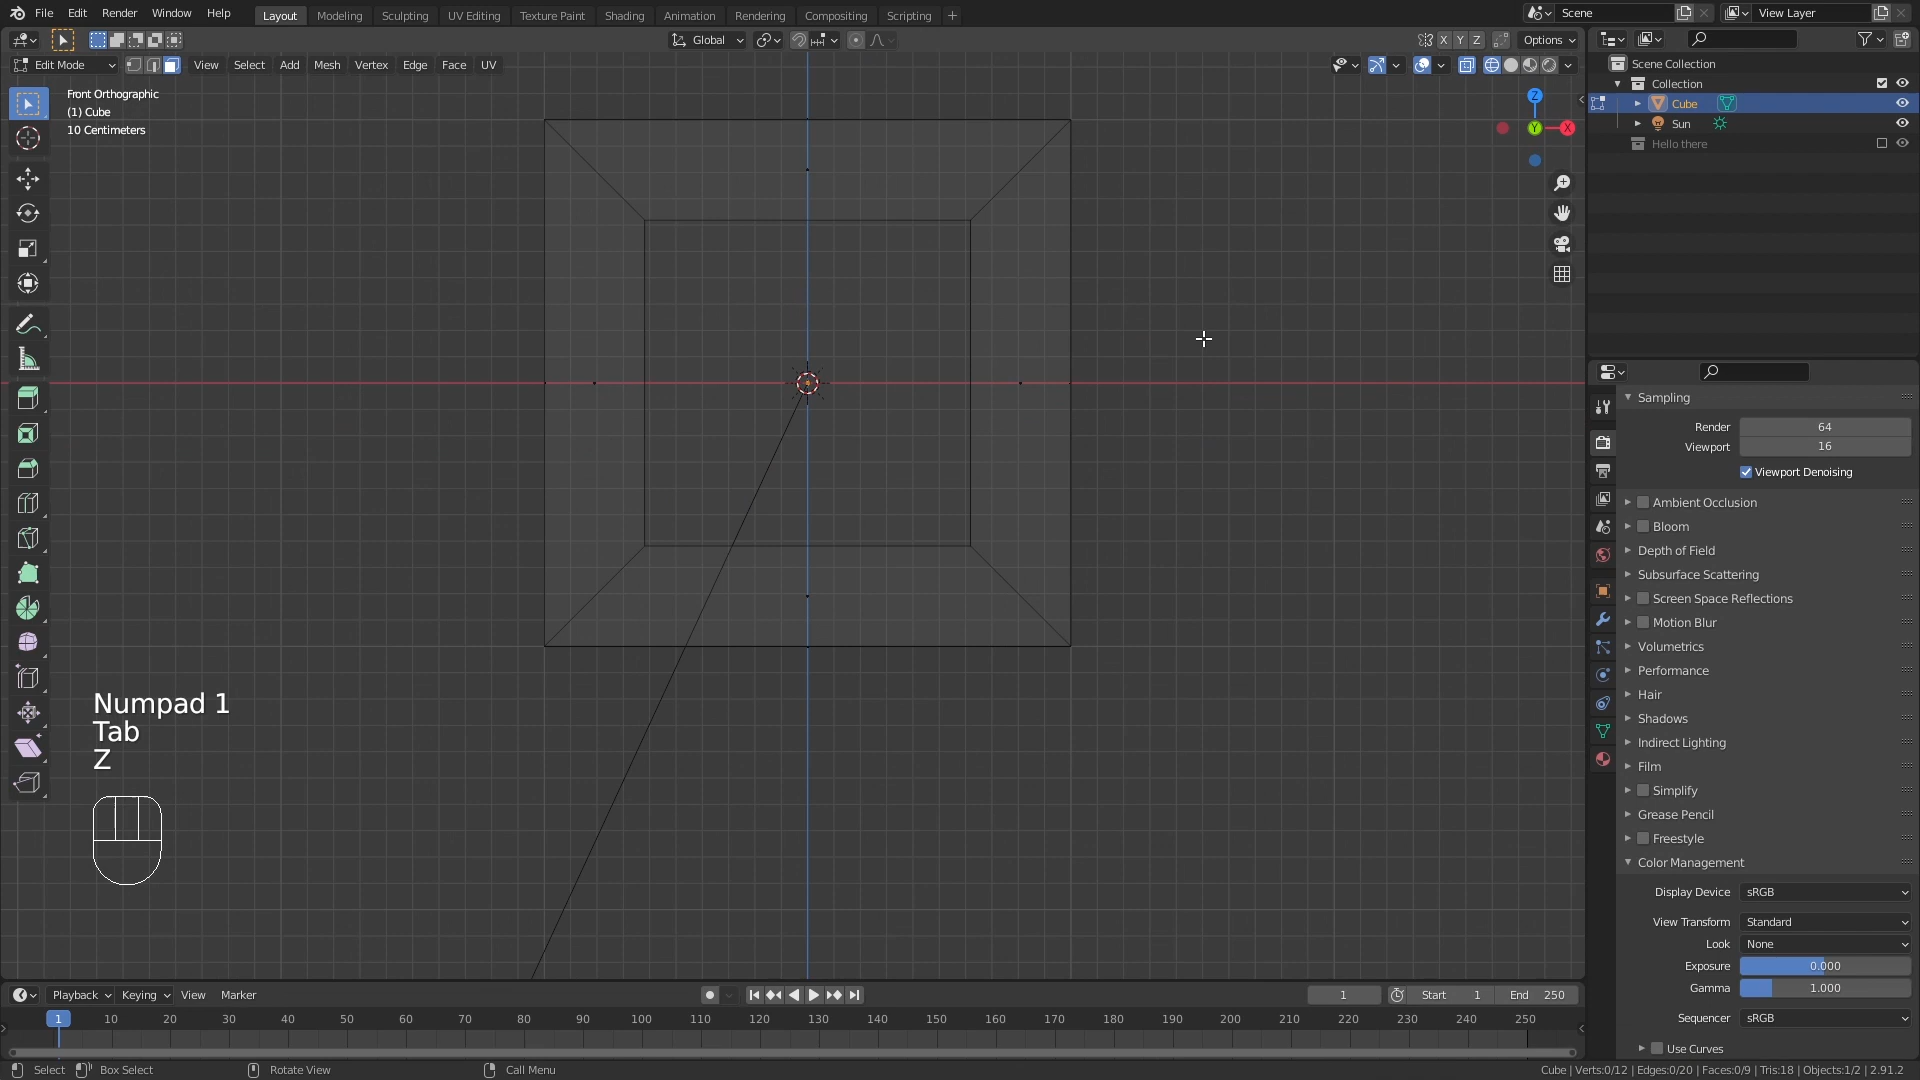 File Edit Render Window Help Layout Modeling Sculpting UV Editing Texture Paint Shading Animation Rendering Compositing Scripting + Scene View Layer
Global X Y Z Options
Edit Mode View Select Add Mesh Vertex Edge Face UV
Front Orthographic
(1) Cube
10 Centimeters
Z
Y
X
Numpad 1
Tab
Z
Scene Collection
Collection
Cube
Sun
Hello there
Sampling
Render 64
Viewport 16
Viewport Denoising
Ambient Occlusion
Bloom
Depth of Field
Subsurface Scattering
Screen Space Reflections
Motion Blur
Volumetrics
Performance
Hair
Shadows
Indirect Lighting
Film
Simplify
Grease Pencil
Freestyle
Color Management
Display Device sRGB
View Transform Standard
Look None
Exposure 0.000
Gamma 1.000
Sequencer sRGB
Use Curves
Playback Keying View Marker 1 Start 1 End 250
1 10 20 30 40 50 60 70 80 90 100 110 120 130 140 150 160 170 180 190 200 210 220 230 240 250
Select Box Select Rotate View Call Menu Cube | Verts:0/12 | Edges:0/20 | Faces:0/9 | Tris:18 | Objects:1/2 | 2.91.2